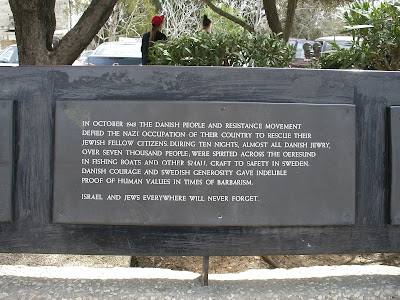 IN OCTOBER 1943 THE DANISH PEOPLE AND RESISTANCE MOVEMENT
DEFIED THE NAZI OCCUPATION OF THEIR COUNTRY TO RESCUE THEIR
JEWISH FELLOW CITIZENS. DURING TEN NIGHTS, ALMOST ALL DANISH JEWRY,
OVER SEVEN THOUSAND PEOPLE, WERE SPIRITED ACROSS THE OERESUND
IN FISHING BOATS AND OTHER SMALL CRAFT TO SAFETY IN SWEDEN.
DANISH COURAGE AND SWEDISH GENEROSITY GAVE INDELIBLE
PROOF OF HUMAN VALUES IN TIMES OF BARBARISM.
ISRAEL AND JEWS EVERYWHERE WILL NEVER FORGET.